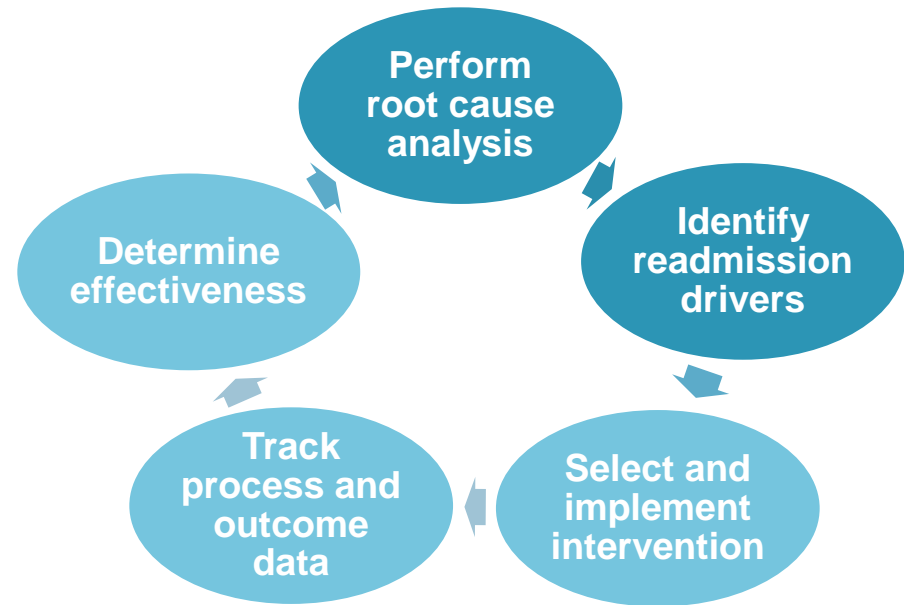 Perform
root cause
analysis
Identify
readmission
drivers
Select and
implement
intervention
Track
process and
outcome
data
Determine
effectiveness